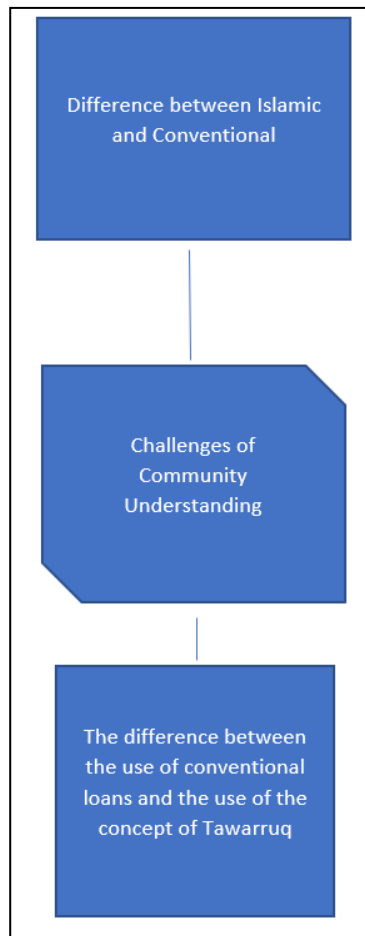 Difference between Islamic
and Conventional
Challenges of
Community
Understanding
The difference between
the use of conventional
loans and the use of the
concept of Tawarruq